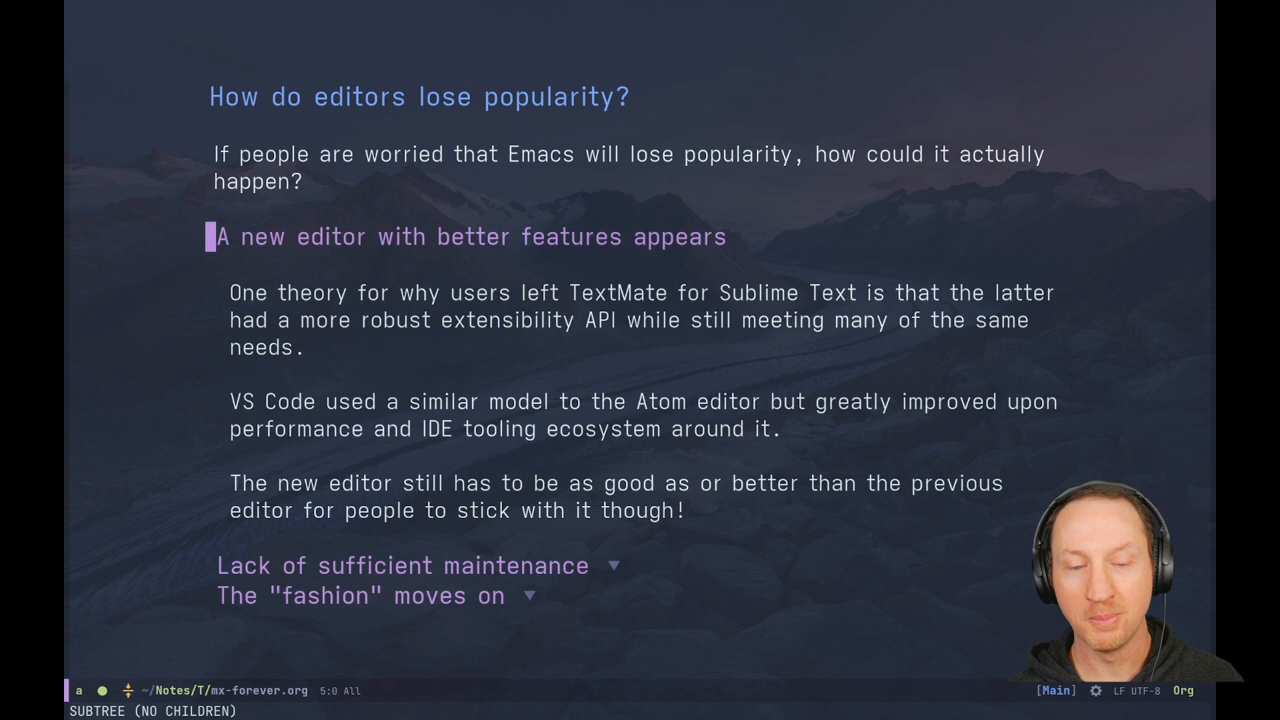 How do editors lose popularity?
If people are worried that Emacs will lose popularity, how could it actually
happen?
A new editor with better features appears
One theory for why users left TextMate for Sublime Text is that the latter
had a more robust extensibility API while still meeting many of the same
needs.
VS Code used a similar model to the Atom editor but greatly improved upon
performance and IDE tooling ecosystem around it.
The new editor still has to be as good as or better than the previous
editor for people to stick with it though!
Lack of sufficient maintenance ▼
The "fashion" moves on ▼
a ~/Notes/T/mx-forever.org 5:0 All [Main] LF UTF-8 Org
SUBTREE (NO CHILDREN)